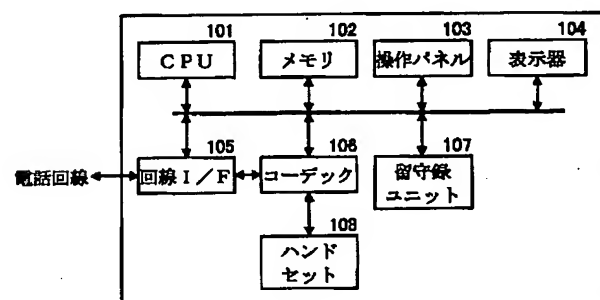 101 102 103 104
CPU メモリ 操作パネル 表示器
105 106 107
電話回線 回線I/F コーデック 留守録
ユニット
108
ハンド
セット